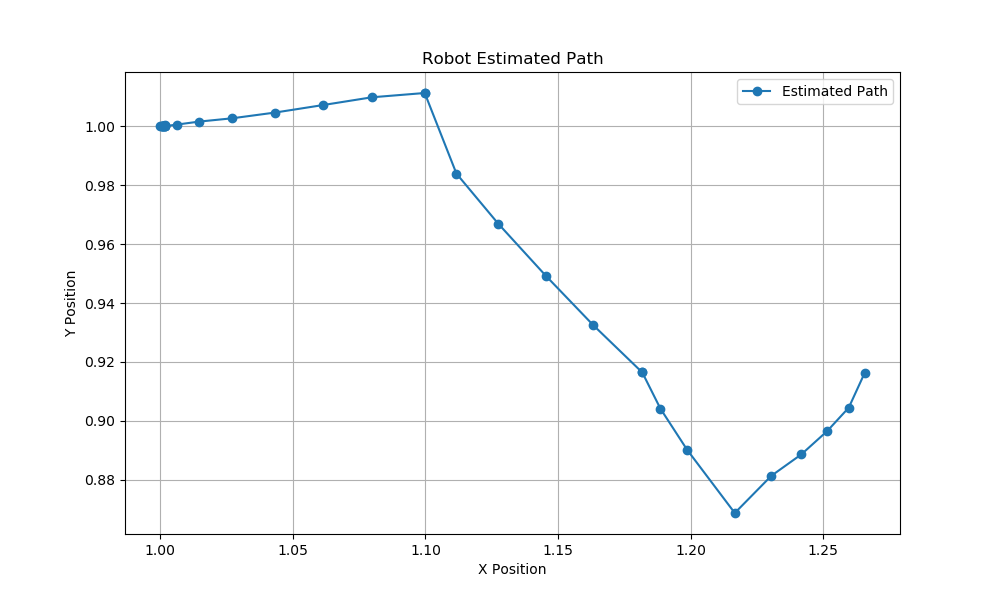 Robot Estimated Path
Estimated Path
1.00
0.98
0.96
0.94
0.92
0.90
0.88
Y Position
1.00 1.05 1.10 1.15 1.20 1.25
X Position